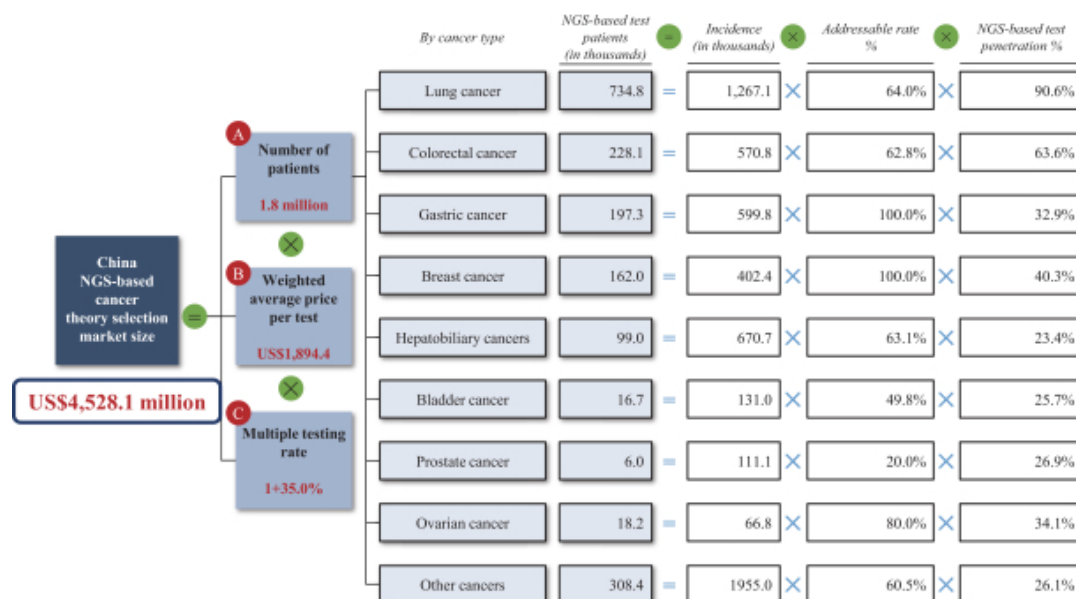 By cancer type
NGS-based test
patients
(in thousands)
=
Incidence
(in thousands)
×
Addressable rate
%
×
NGS-based test
penetration %
Lung cancer 734.8 = 1,267.1 × 64.0% × 90.6%
Colorectal cancer 228.1 = 570.8 × 62.8% × 63.6%
Gastric cancer 197.3 = 599.8 × 100.0% × 32.9%
Breast cancer 162.0 = 402.4 × 100.0% × 40.3%
Hepatobiliary cancers 99.0 = 670.7 × 63.1% × 23.4%
Bladder cancer 16.7 = 131.0 × 49.8% × 25.7%
Prostate cancer 6.0 = 111.1 × 20.0% × 26.9%
Ovarian cancer 18.2 = 66.8 × 80.0% × 34.1%
Other cancers 308.4 = 1955.0 × 60.5% × 26.1%
A
Number of
patients
1.8 million
×
B
Weighted
average price
per test
US$1,894.4
×
C
Multiple testing
rate
1+35.0%
China
NGS-based
cancer
theory selection
market size
=
US$4,528.1 million